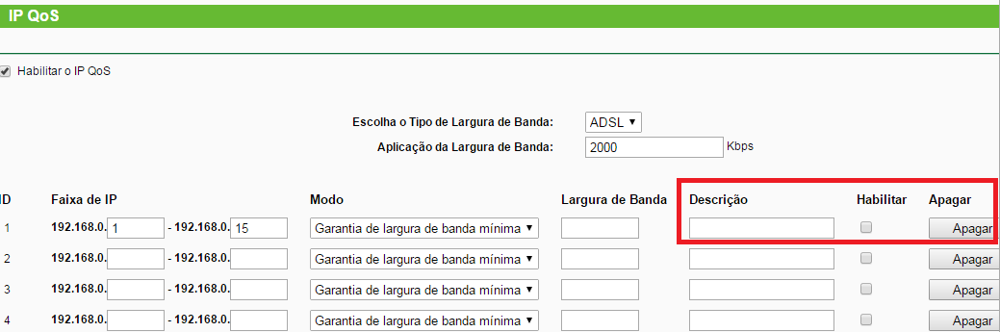 IP QoS
Habilitar o IP QoS
Escolha o Tipo de Largura de Banda: ADSL
Aplicação da Largura de Banda: 2000 Kbps
ID Faixa de IP Modo Largura de Banda Descrição Habilitar Apagar
1 192.168.0. 1 - 192.168.0. 15 Garantia de largura de banda mínima Apagar
2 192.168.0. - 192.168.0. Garantia de largura de banda mínima Apagar
3 192.168.0. - 192.168.0. Garantia de largura de banda mínima Apagar
4 192.168.0. - 192.168.0. Garantia de largura de banda mínima Apagar